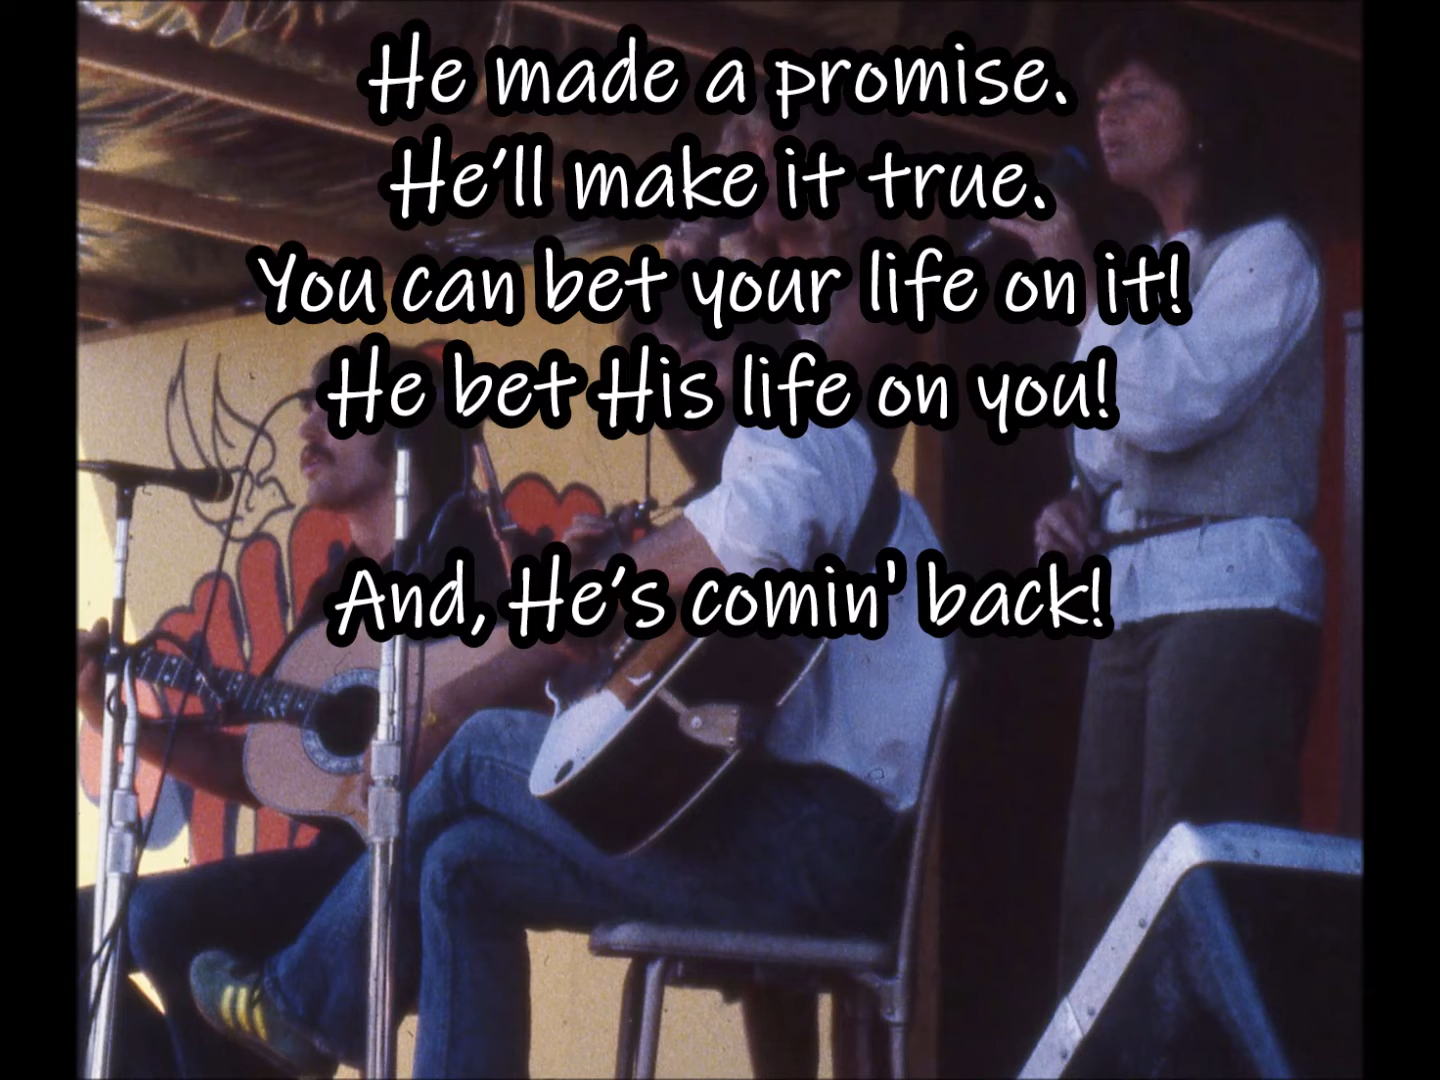 He made a promise.
He'll make it true.
You can bet your life on it!
He bet His life on you!
And, He's comin' back!